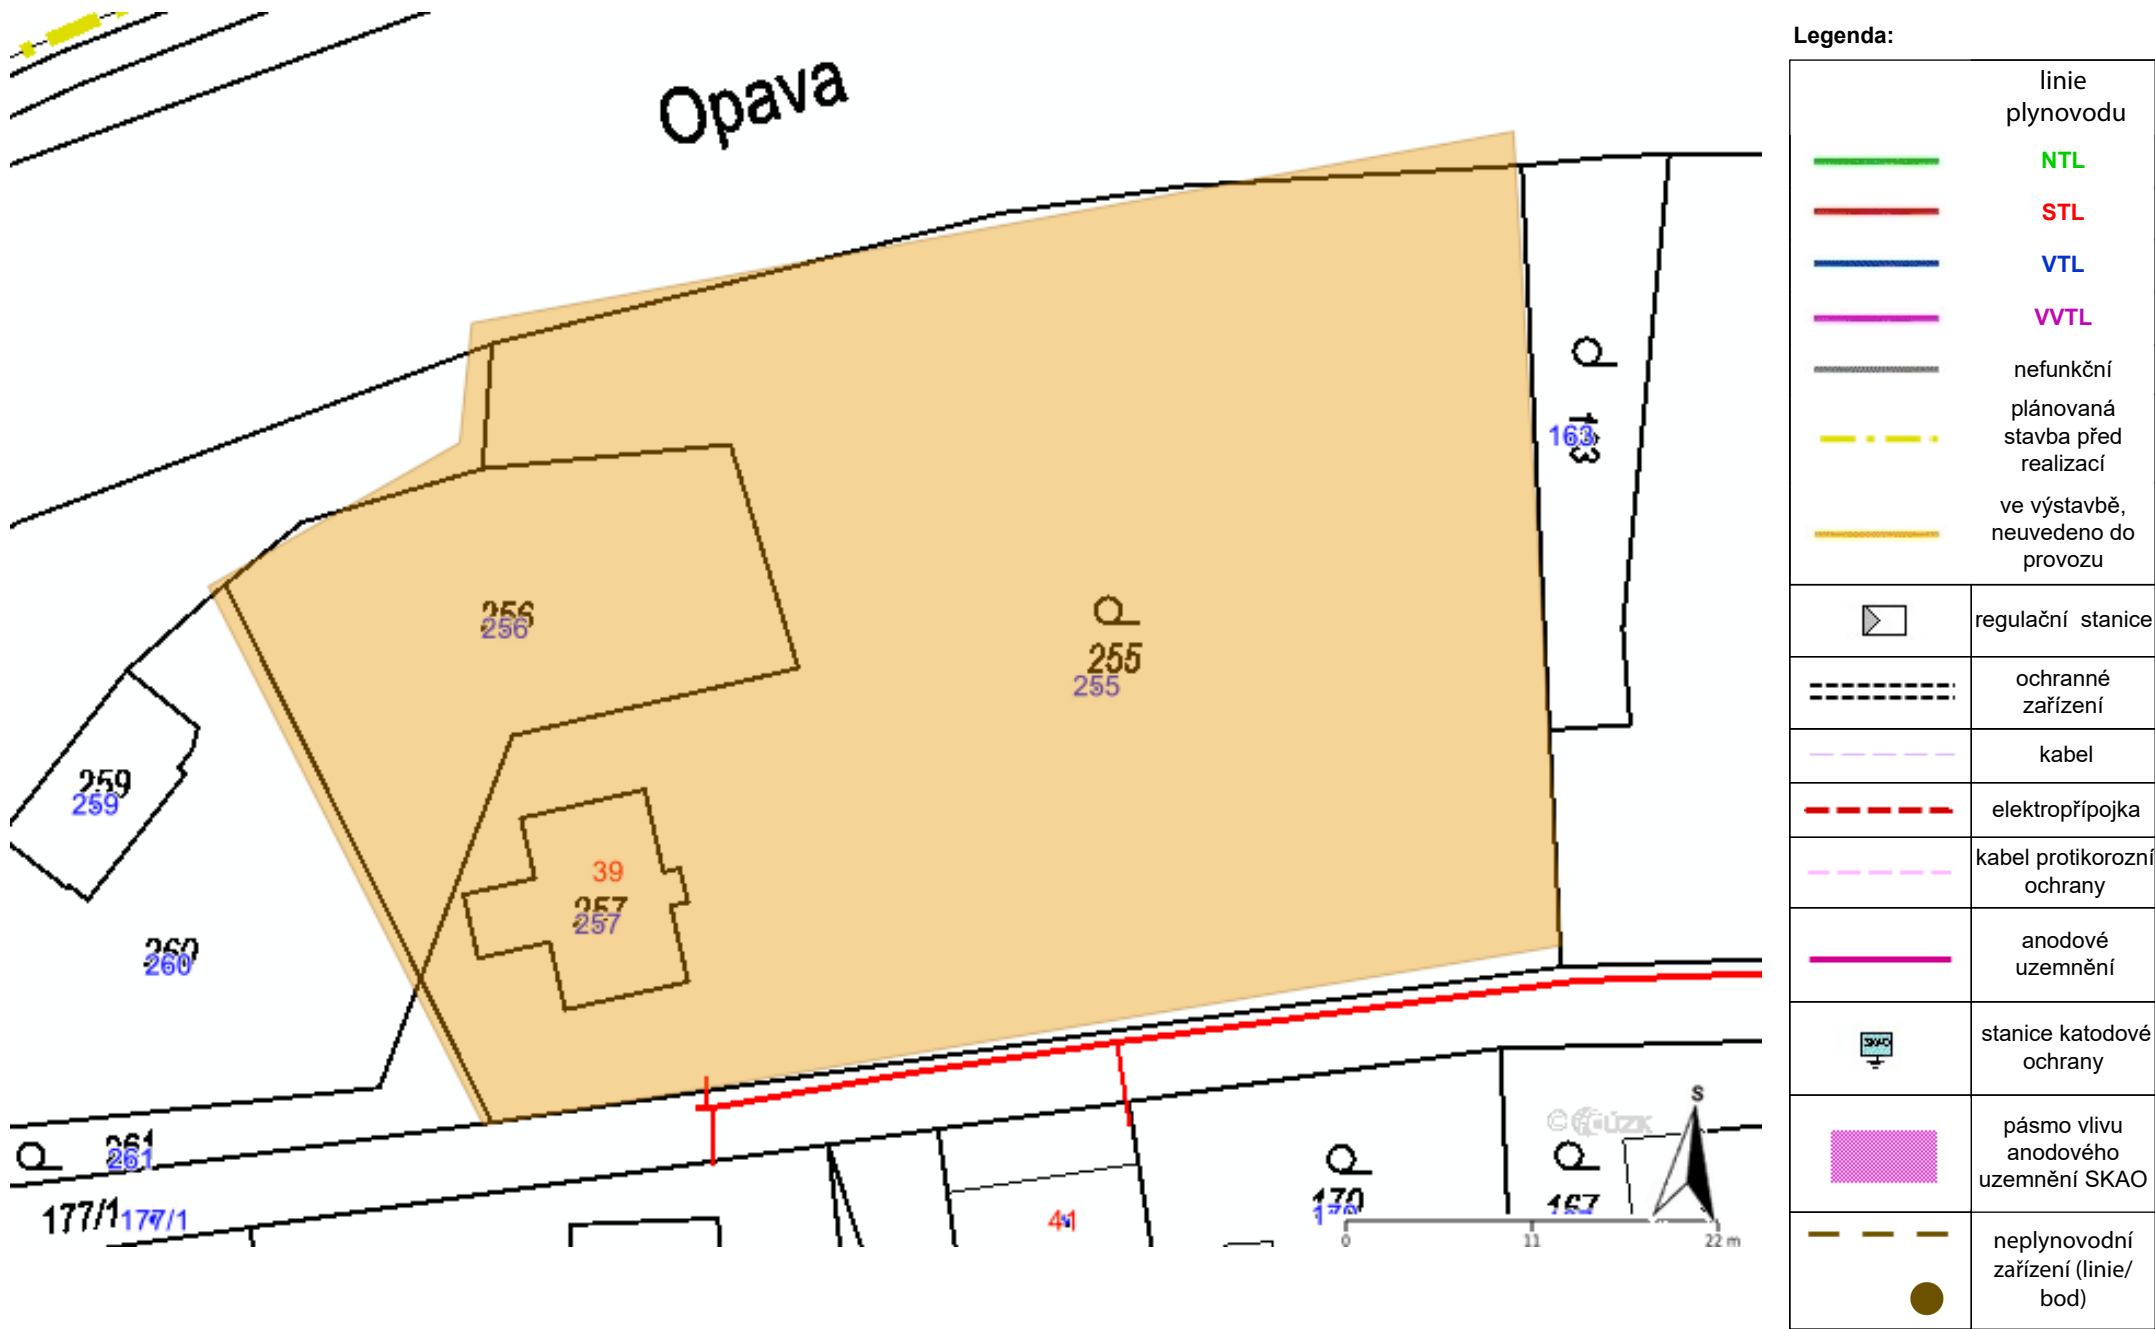 Opava
163
163
256
256
255
255
259
259
39
257
257
260
260
261
261
177/1
177/1
41
170
170
167
S
0
11
22 m
Legenda:
linie
plynovodu
NTL
STL
VTL
VVTL
nefunkční
plánovaná
stavba před
realizací
ve výstavbě,
neuvedeno do
provozu
regulační stanice
ochranné
zařízení
kabel
elektropřípojka
kabel protikorozní
ochrany
anodové
uzemnění
SKAO
stanice katodové
ochrany
pásmo vlivu
anodového
uzemnění SKAO
neplynovodní
zařízení (linie/
bod)